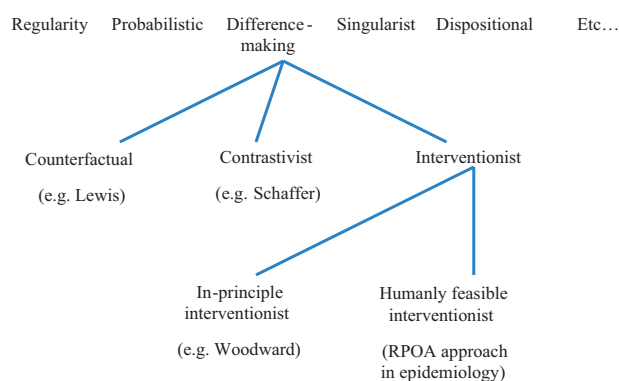 Regularity Probabilistic Difference- Singularist Dispositional Etc…
making
Counterfactual Contrastivist Interventionist
(e.g. Lewis) (e.g. Schaffer)
In-principle Humanly feasible
interventionist interventionist
(e.g. Woodward) (RPOA approach
in epidemiology)